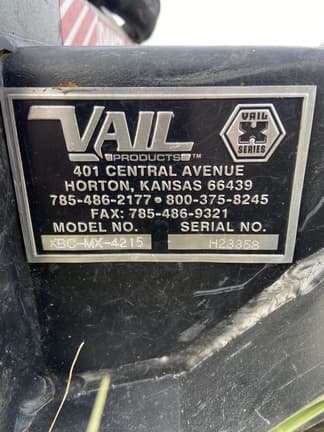 VAIL
PRODUCTS™
VAIL
X
SERIES
401 CENTRAL AVENUE
HORTON, KANSAS 66439
785-486-2177 • 800-375-8245
FAX: 785-486-9321
MODEL NO. SERIAL NO.
XBC-MX-4215 H23358